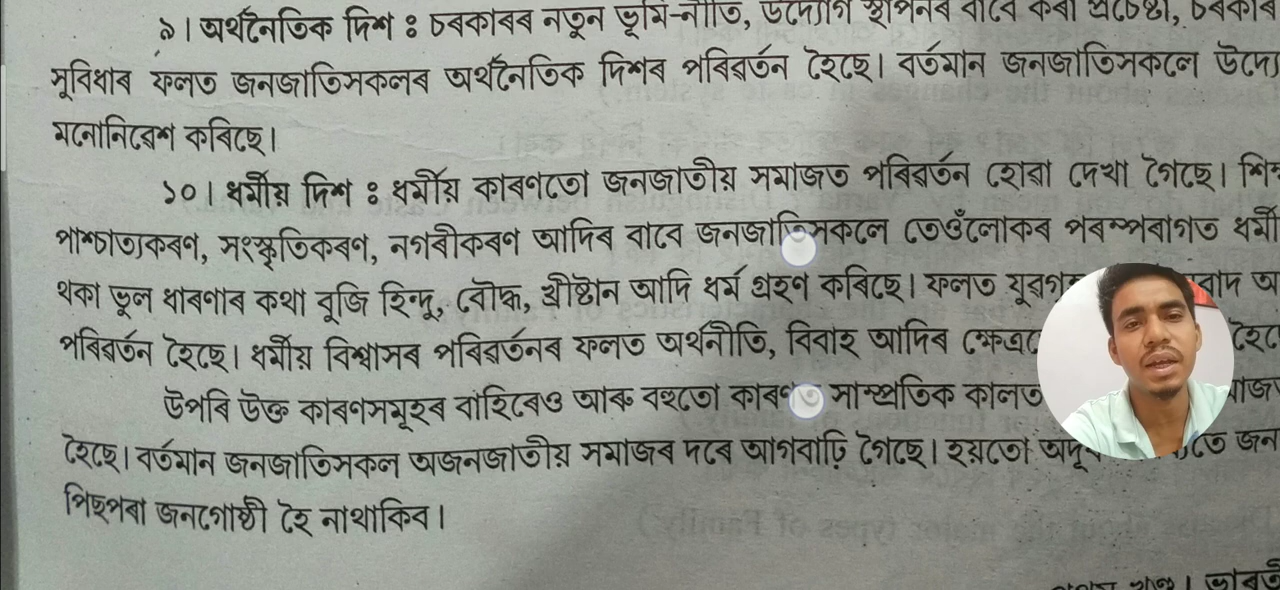 ৯। অৰ্থনৈতিক দিশ : চৰকাৰৰ নতুন ভূমি-নীতি, উদ্যোগ স্থাপনৰ বাবে কৰা প্ৰচেষ্টা, চৰকাৰ
সুবিধাৰ ফলত জনজাতিসকলৰ অৰ্থনৈতিক দিশৰ পৰিৱৰ্তন হৈছে। বৰ্তমান জনজাতিসকলে
মনোনিৱেশ কৰিছে।
১০। ধৰ্মীয় দিশ : ধৰ্মীয় কাৰণতো জনজাতীয় সমাজত পৰিৱৰ্তন হোৱা দেখা গৈছে।
পাশ্চাত্যকৰণ, সংস্কৃতিকৰণ, নগৰীকৰণ আদিৰ বাবে জনজাতিসকলে তেওঁলোকৰ পৰম্পৰাগত ধৰ্মী
থকা ভুল ধাৰণাৰ কথা বুজি হিন্দু, বৌদ্ধ, খ্ৰীষ্টান আদি ধৰ্ম গ্ৰহণ কৰিছে। ফলত
পৰিৱৰ্তন হৈছে। ধৰ্মীয় বিশ্বাসৰ পৰিৱৰ্তনৰ ফলত অৰ্থনীতি, বিবাহ আদিৰ
উপৰি উক্ত কাৰণসমূহৰ বাহিৰেও আৰু বহুতো কাৰণত সাম্প্ৰতিক কালত
হৈছে। বৰ্তমান জনজাতিসকল অজনজাতীয় সমাজৰ দৰে আগবাঢ়ি গৈছে। হয়তো জন
পিছপৰা জনগোষ্ঠী হৈ নাথাকিব।